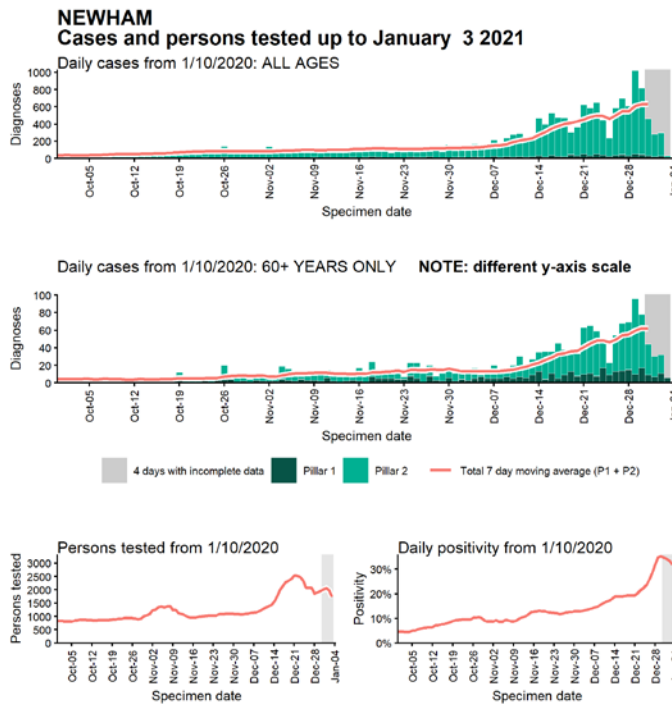 NEWHAM
Cases and persons tested up to January 3 2021
Daily cases from 1/10/2020: ALL AGES
Diagnoses
1000
800
600
400
200
0
Oct-05
Oct-12
Oct-19
Oct-26
Nov-02
Nov-09
Nov-16
Nov-23
Nov-30
Dec-07
Dec-14
Dec-21
Dec-28
Specimen date
Daily cases from 1/10/2020: 60+ YEARS ONLY NOTE: different y-axis scale
Diagnoses
100
80
60
40
20
0
Oct-05
Oct-12
Oct-19
Oct-26
Nov-02
Nov-09
Nov-16
Nov-23
Nov-30
Dec-07
Dec-14
Dec-21
Dec-28
Specimen date
4 days with incomplete data Pillar 1 Pillar 2 Total 7 day moving average (P1 + P2)
Persons tested from 1/10/2020
Persons tested
3000
2500
2000
1500
1000
500
0
Oct-05
Oct-12
Oct-19
Oct-26
Nov-02
Nov-09
Nov-16
Nov-23
Nov-30
Dec-07
Dec-14
Dec-21
Dec-28
Jan-04
Specimen date
Daily positivity from 1/10/2020
Positivity
30%
20%
10%
0%
Oct-05
Oct-12
Oct-19
Oct-26
Nov-02
Nov-09
Nov-16
Nov-23
Nov-30
Dec-07
Dec-14
Dec-21
Dec-28
Specimen date